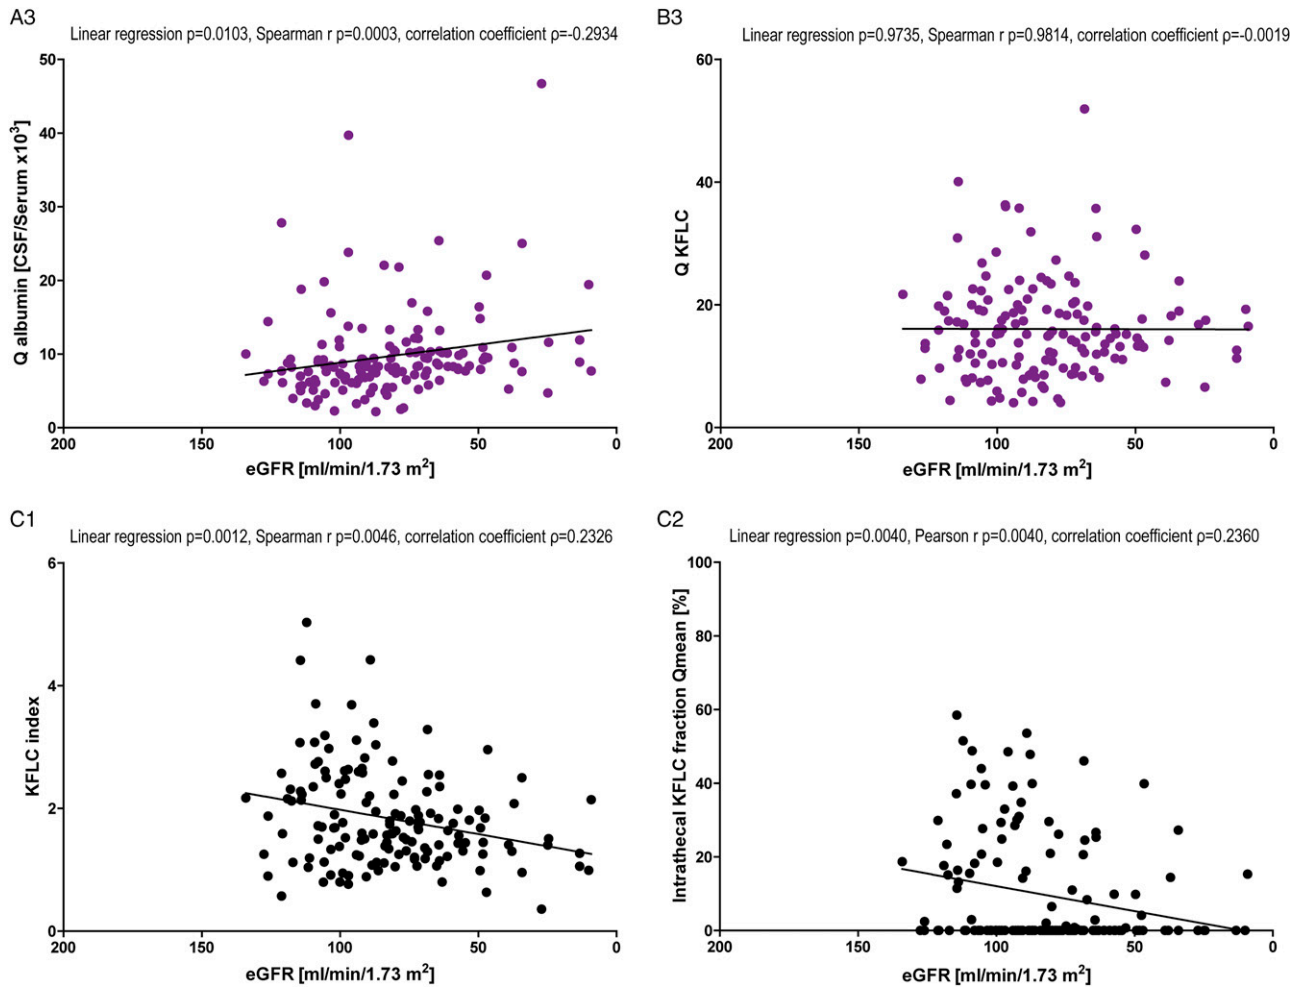 A3
Linear regression p=0.0103, Spearman r p=0.0003, correlation coefficient ρ=-0.2934
Q albumin [CSF/Serum x10³]
50
40
30
20
10
0
200
150
100
50
0
eGFR [ml/min/1.73 m²]
B3
Linear regression p=0.9735, Spearman r p=0.9814, correlation coefficient ρ=-0.0019
Q KFLC
60
40
20
0
200
150
100
50
0
eGFR [ml/min/1.73 m²]
C1
Linear regression p=0.0012, Spearman r p=0.0046, correlation coefficient ρ=0.2326
KFLC index
6
4
2
0
200
150
100
50
0
eGFR [ml/min/1.73 m²]
C2
Linear regression p=0.0040, Pearson r p=0.0040, correlation coefficient ρ=0.2360
Intrathecal KFLC fraction Qmean [%]
100
80
60
40
20
0
200
150
100
50
0
eGFR [ml/min/1.73 m²]